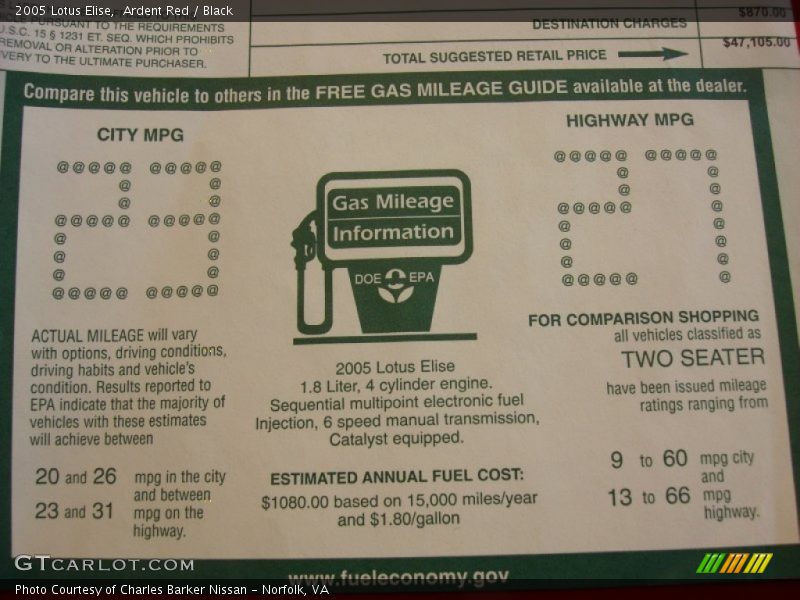 2005 Lotus Elise, Ardent Red / Black
PURSUANT TO THE REQUIREMENTS
U.S.C. 15 § 1231 ET. SEQ. WHICH PROHIBITS
REMOVAL OR ALTERATION PRIOR TO
VERY TO THE ULTIMATE PURCHASER.
DESTINATION CHARGES
$870.00
TOTAL SUGGESTED RETAIL PRICE
$47,105.00
Compare this vehicle to others in the FREE GAS MILEAGE GUIDE available at the dealer.
CITY MPG
23
HIGHWAY MPG
27
Gas Mileage
Information
DOE EPA
ACTUAL MILEAGE will vary
with options, driving conditions,
driving habits and vehicle's
condition. Results reported to
EPA indicate that the majority of
vehicles with these estimates
will achieve between
20 and 26 mpg in the city
and between
23 and 31 mpg on the
highway.
2005 Lotus Elise
1.8 Liter, 4 cylinder engine.
Sequential multipoint electronic fuel
Injection, 6 speed manual transmission,
Catalyst equipped.
ESTIMATED ANNUAL FUEL COST:
$1080.00 based on 15,000 miles/year
and $1.80/gallon
FOR COMPARISON SHOPPING
all vehicles classified as
TWO SEATER
have been issued mileage
ratings ranging from
9 to 60 mpg city
and
13 to 66 mpg
highway.
www.fueleconomy.gov
GTCARLOT.COM
Photo Courtesy of Charles Barker Nissan - Norfolk, VA